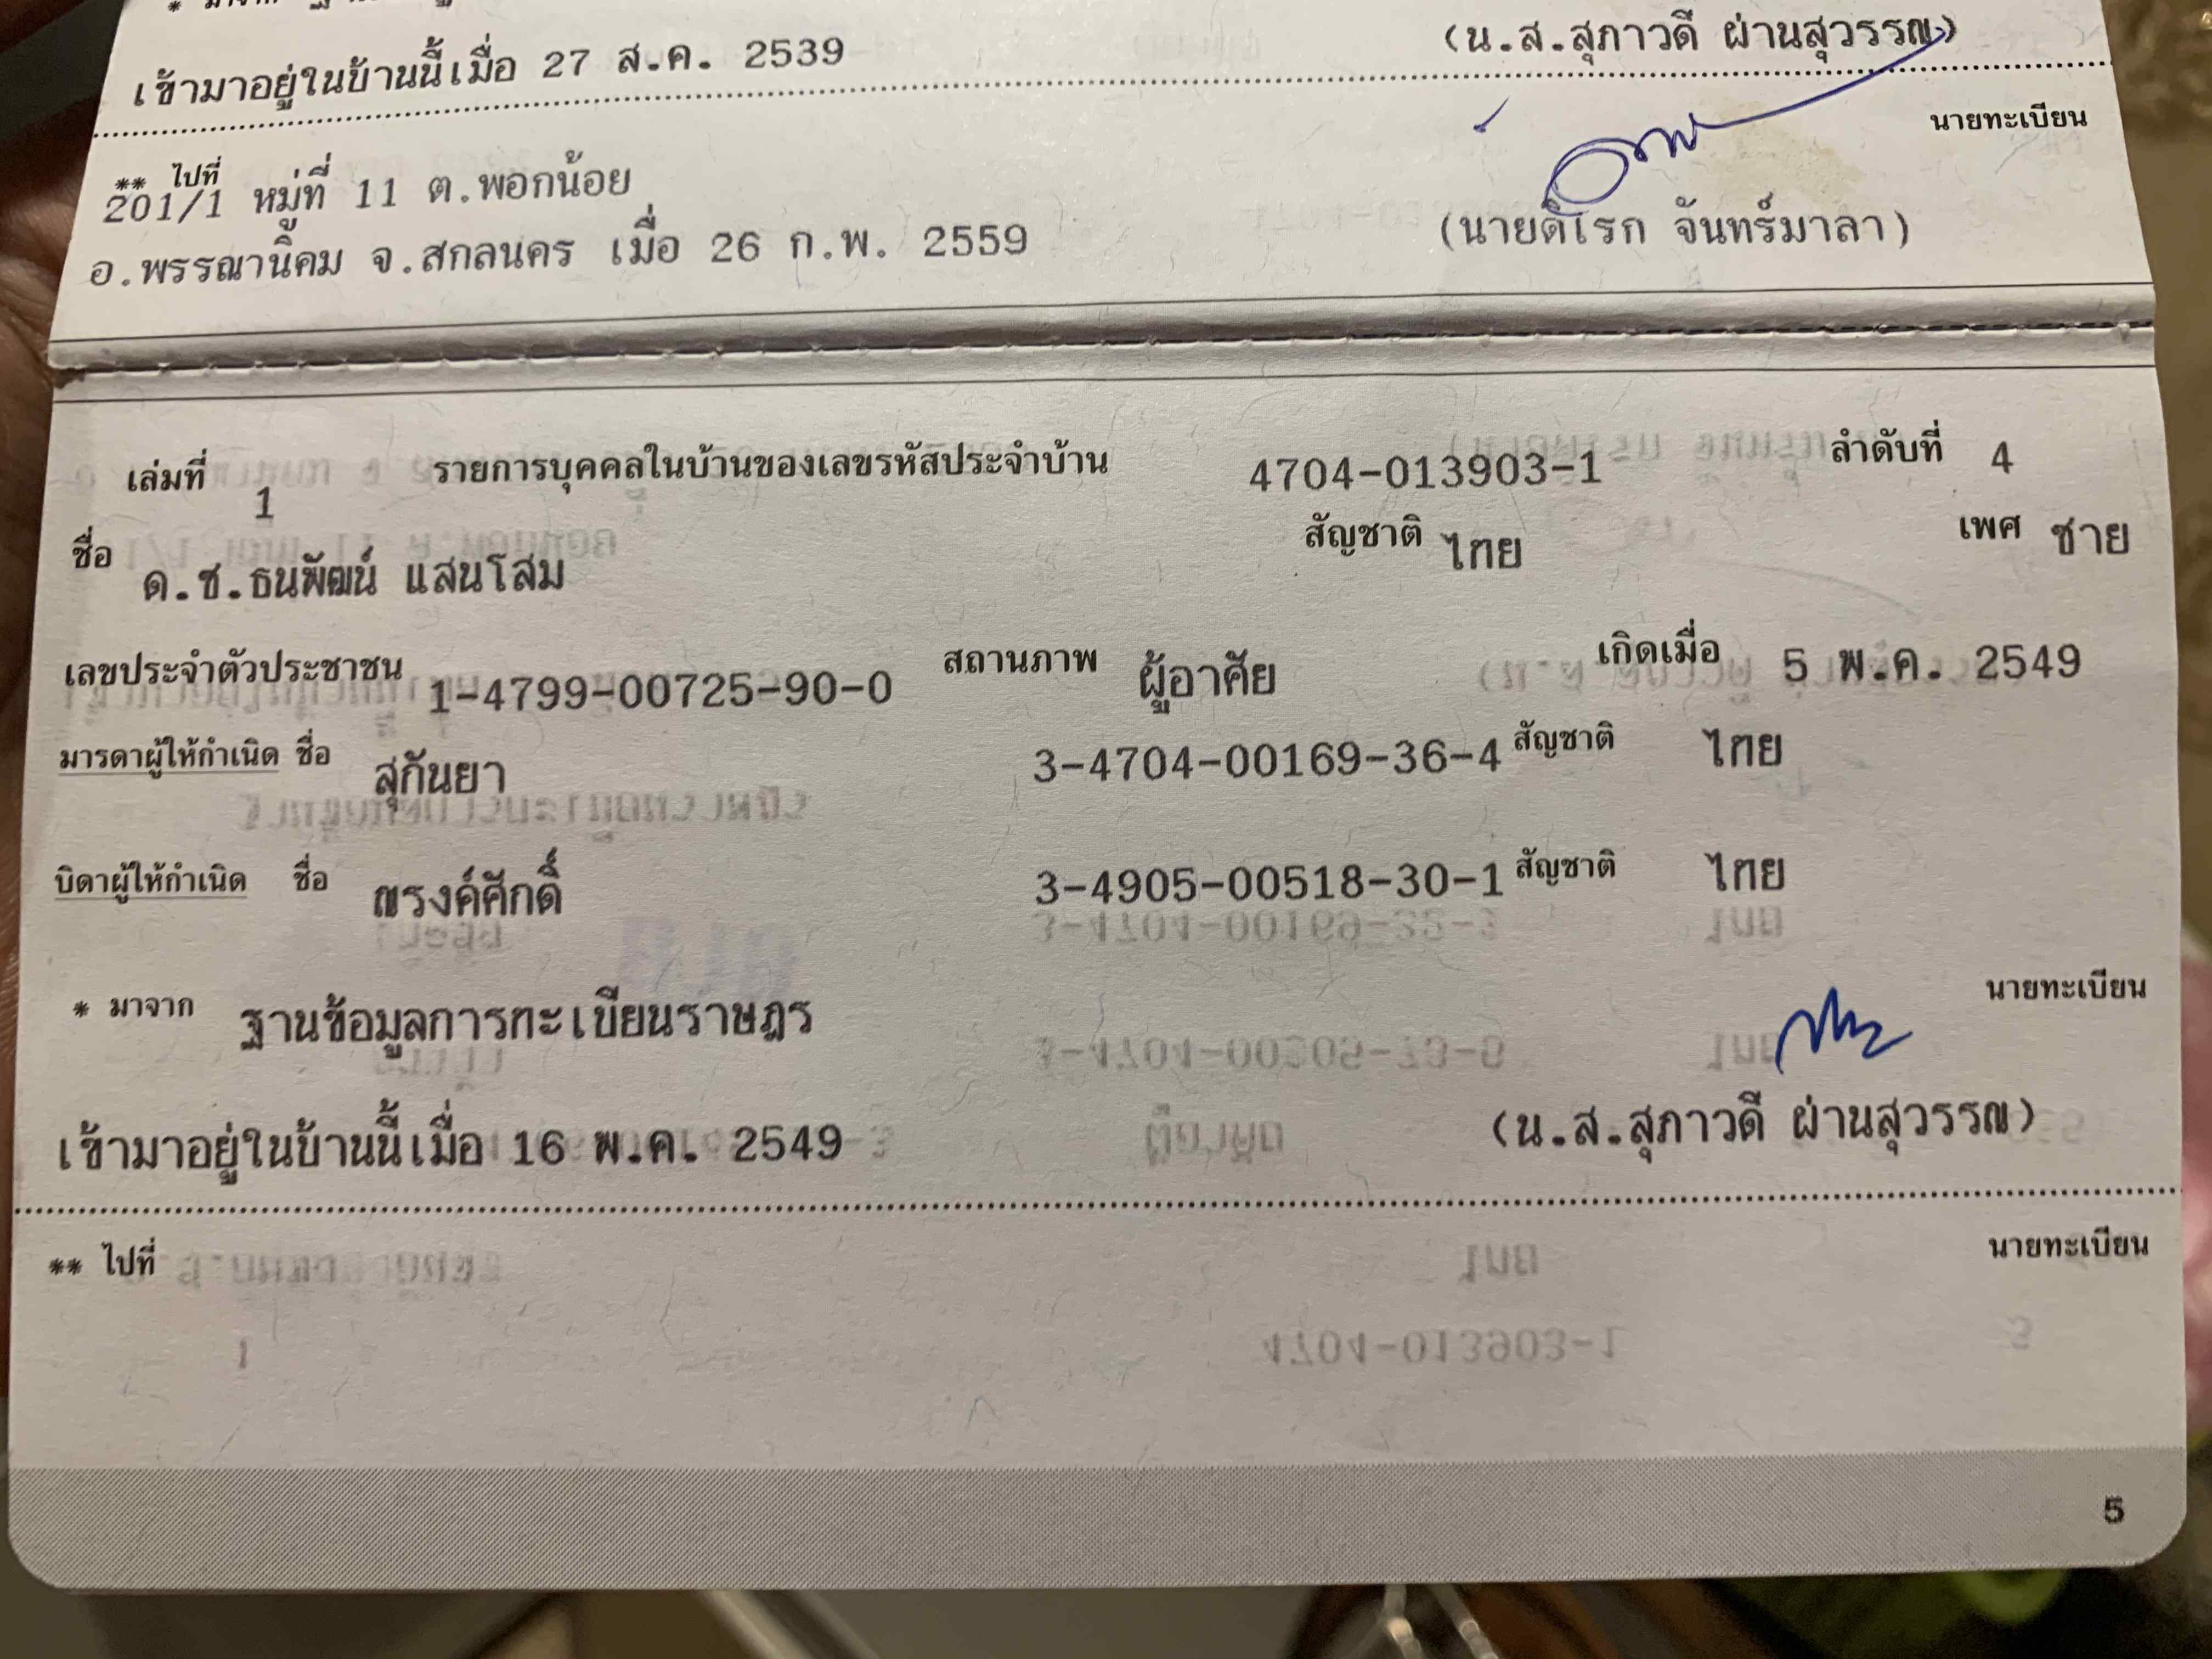 * มาจาก
เข้ามาอยู่ในบ้านนี้เมื่อ 27 ส.ค. 2539 (น.ส.สุภาวดี ผ่านสุวรรณ)
** ไปที่ นายทะเบียน
201/1 หมู่ที่ 11 ต.พอกน้อย
อ.พรรณานิคม จ.สกลนคร เมื่อ 26 ก.พ. 2559 (นายดิเรก จันทร์มาลา)
เล่มที่ 1 รายการบุคคลในบ้านของเลขรหัสประจำบ้าน 4704-013903-1 ลำดับที่ 4
ชื่อ ด.ช.ธนพัฒน์ แสนโสม สัญชาติ ไทย เพศ ชาย
เลขประจำตัวประชาชน 1-4799-00725-90-0 สถานภาพ ผู้อาศัย เกิดเมื่อ 5 พ.ค. 2549
มารดาผู้ให้กำเนิด ชื่อ สุกันยา 3-4704-00169-36-4 สัญชาติ ไทย
บิดาผู้ให้กำเนิด ชื่อ ณรงค์ศักดิ์ 3-4905-00518-30-1 สัญชาติ ไทย
* มาจาก ฐานข้อมูลการทะเบียนราษฎร นายทะเบียน
เข้ามาอยู่ในบ้านนี้เมื่อ 16 พ.ค. 2549 (น.ส.สุภาวดี ผ่านสุวรรณ)
** ไปที่ นายทะเบียน
5